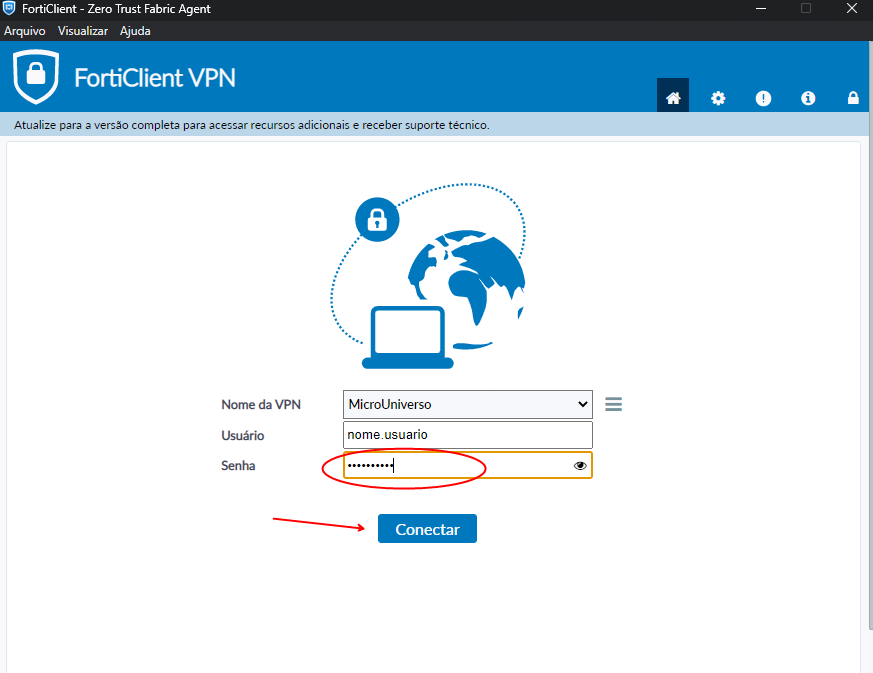 FortiClient - Zero Trust Fabric Agent
Arquivo Visualizar Ajuda
FortiClient VPN
Atualize para a versão completa para acessar recursos adicionais e receber suporte técnico.
Nome da VPN MicroUniverso
Usuário nome.usuario
Senha ••••••••••
Conectar